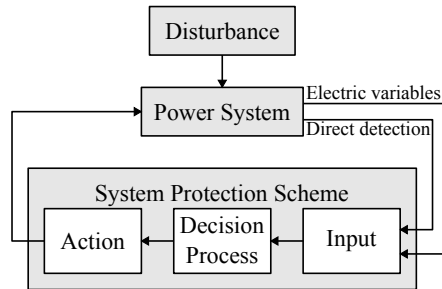 Disturbance
Electric variables
Power System
Direct detection
System Protection Scheme
Action
Decision
Process
Input